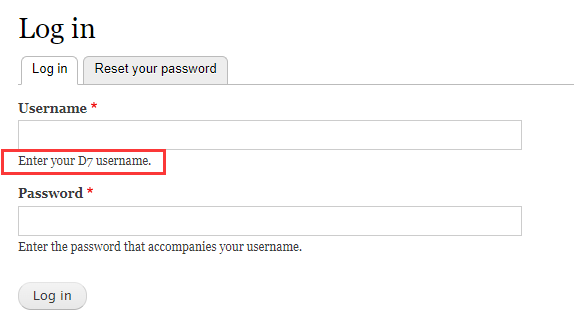 Log in
Log in Reset your password
Username *
Enter your D7 username.
Password *
Enter the password that accompanies your username.
Log in